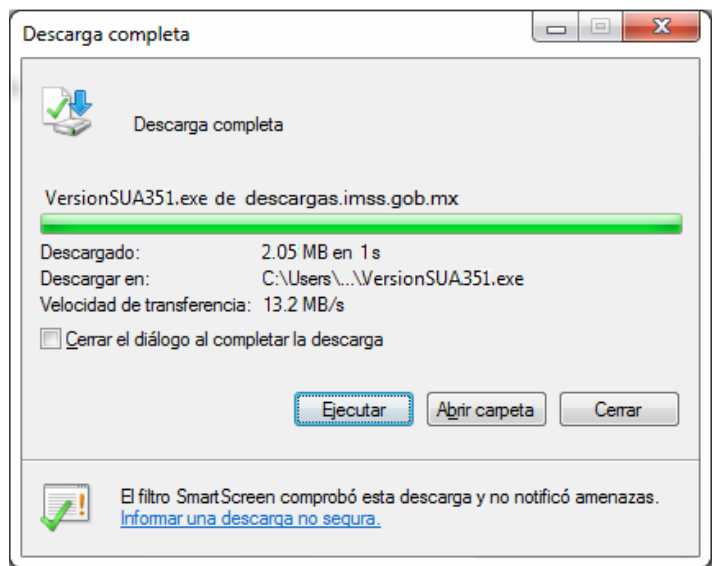 Descarga completa
Descarga completa
VersionSUA351.exe de descargas.imss.gob.mx
Descargado: 2.05 MB en 1s
Descargar en: C:\Users\...\VersionSUA351.exe
Velocidad de transferencia: 13.2 MB/s
Cerrar el diálogo al completar la descarga
Ejecutar Abrir carpeta Cerrar
El filtro SmartScreen comprobó esta descarga y no notificó amenazas.
Informar una descarga no segura.